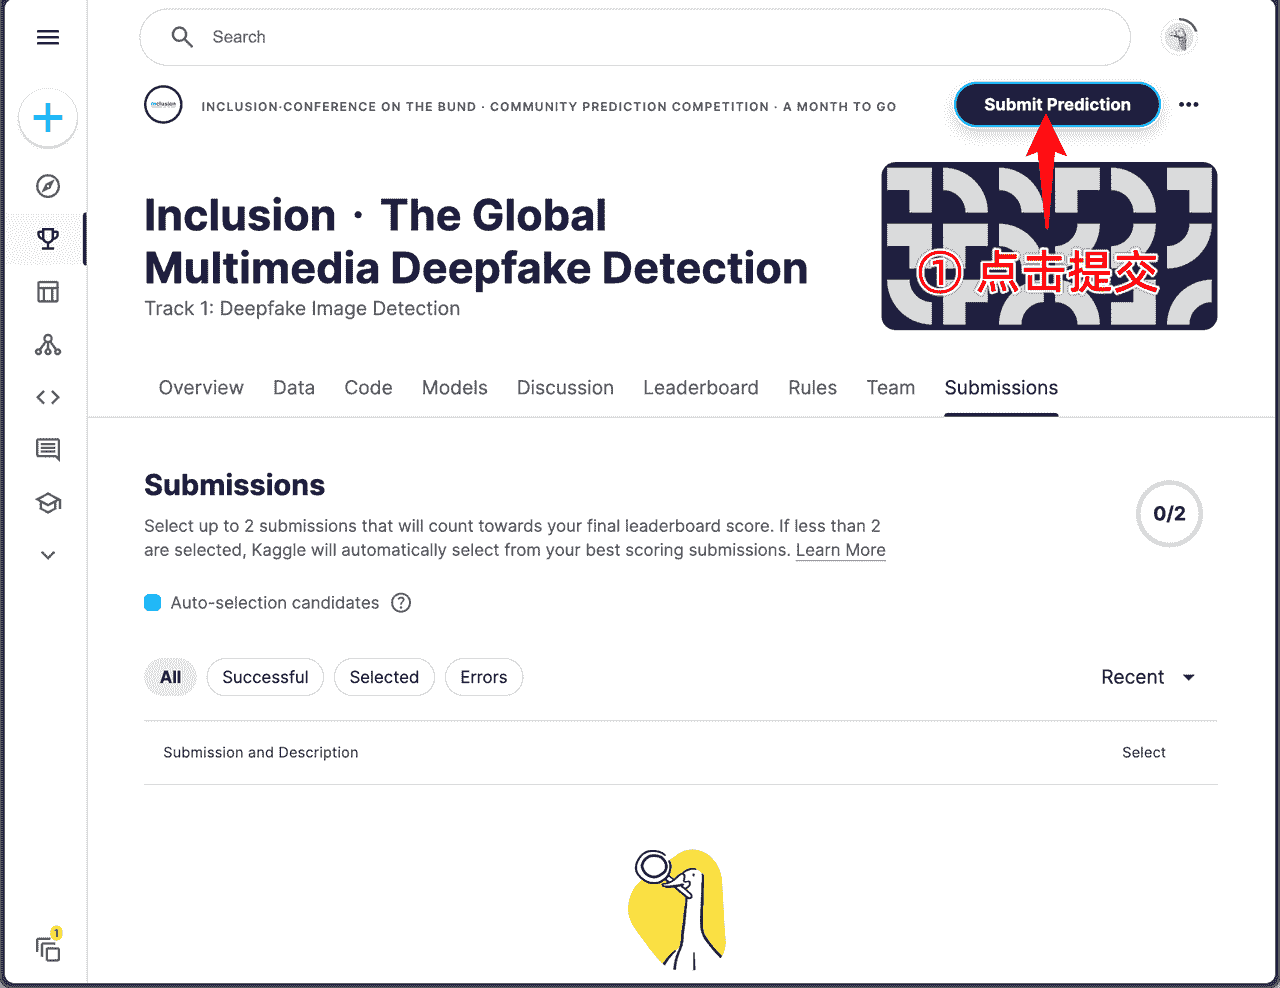 Search
inclusion
INCLUSION·CONFERENCE ON THE BUND · COMMUNITY PREDICTION COMPETITION · A MONTH TO GO
Submit Prediction
Inclusion · The Global
Multimedia Deepfake Detection
Track 1: Deepfake Image Detection
① 点击提交
Overview Data Code Models Discussion Leaderboard Rules Team Submissions
Submissions
Select up to 2 submissions that will count towards your final leaderboard score. If less than 2
are selected, Kaggle will automatically select from your best scoring submissions. Learn More
0/2
Auto-selection candidates ?
All Successful Selected Errors
Recent
Submission and Description Select
1